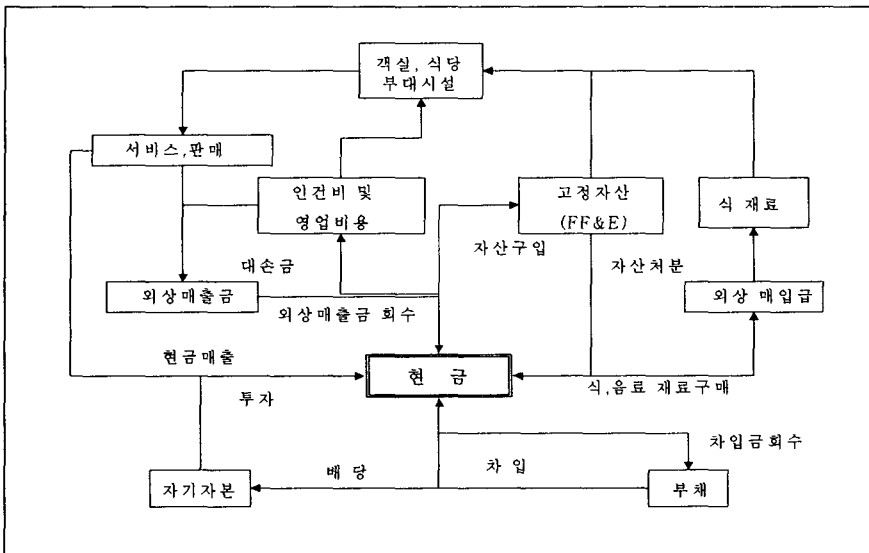 객실, 식당
부대시설
서비스,판매
인건비 및
영업비용
고정자산
(FF&E)
식 재료
자산구입
대손금
자산처분
외상매출금
외상 매입급
외상매출금 회수
현금매출
현 금
식,음료 재료구매
투자
차입금회수
배 당
차 입
자기자본
부채